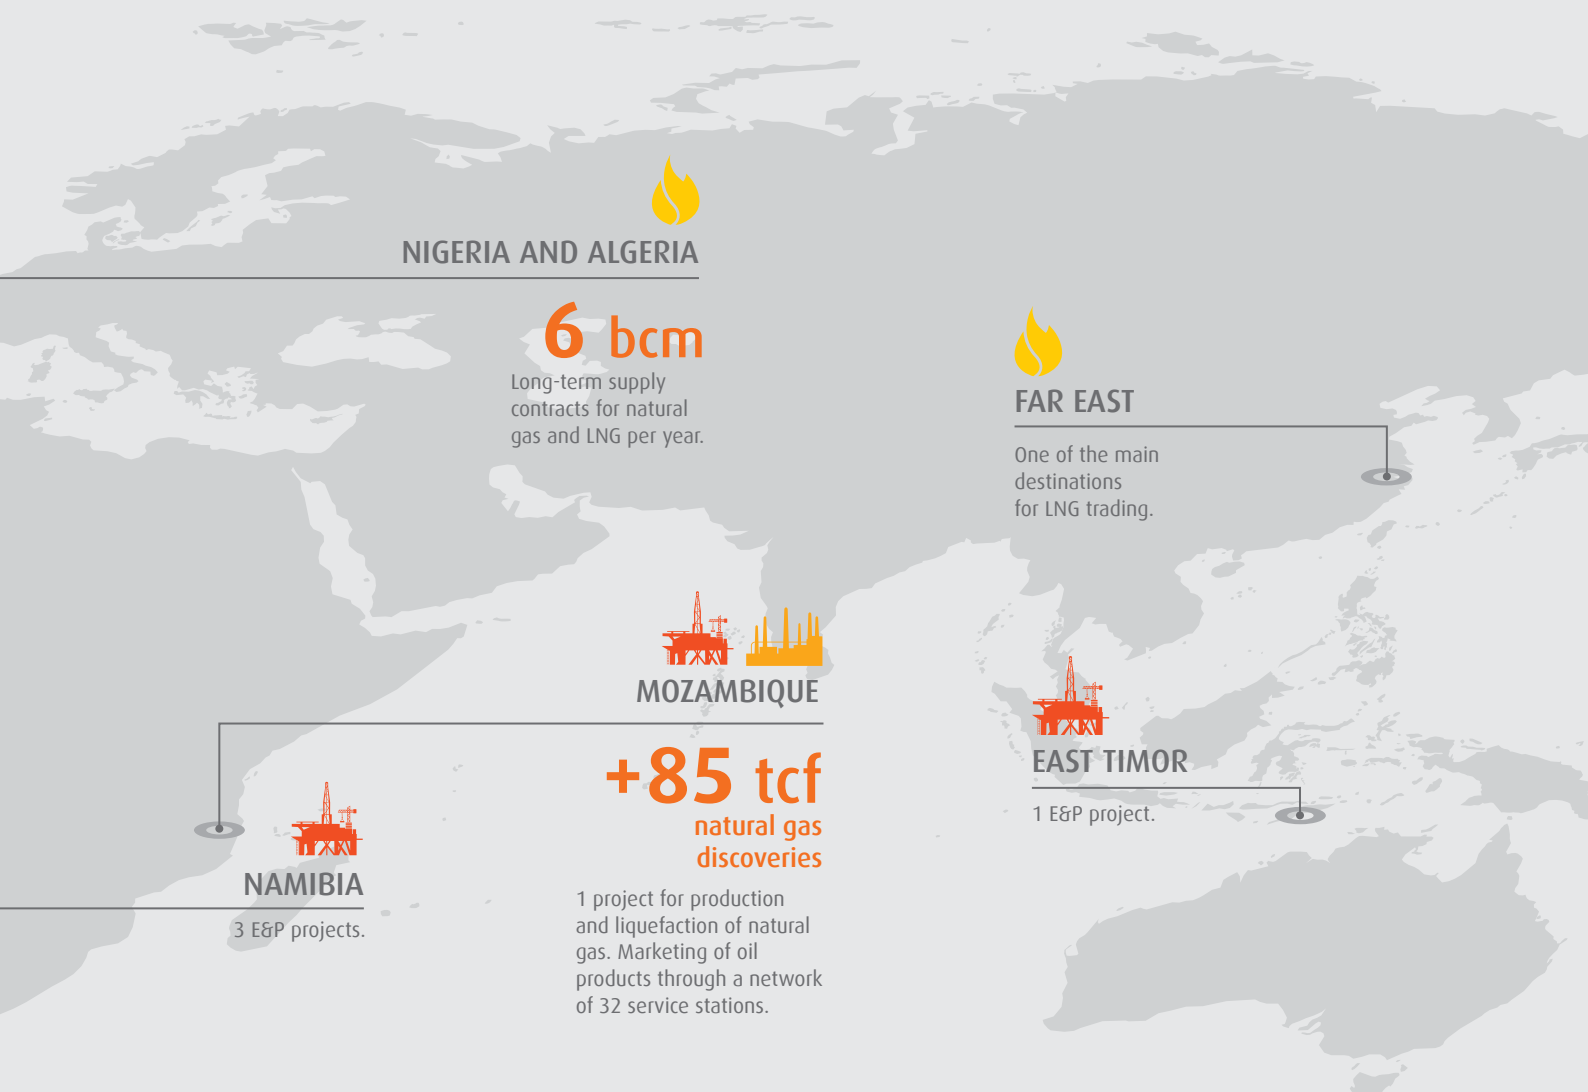 NIGERIA AND ALGERIA
6 bcm
Long-term supply
contracts for natural
gas and LNG per year.
FAR EAST
One of the main
destinations
for LNG trading.
MOZAMBIQUE
+85 tcf
natural gas
discoveries
1 project for production
and liquefaction of natural
gas. Marketing of oil
products through a network
of 32 service stations.
EAST TIMOR
1 E&P project.
NAMIBIA
3 E&P projects.